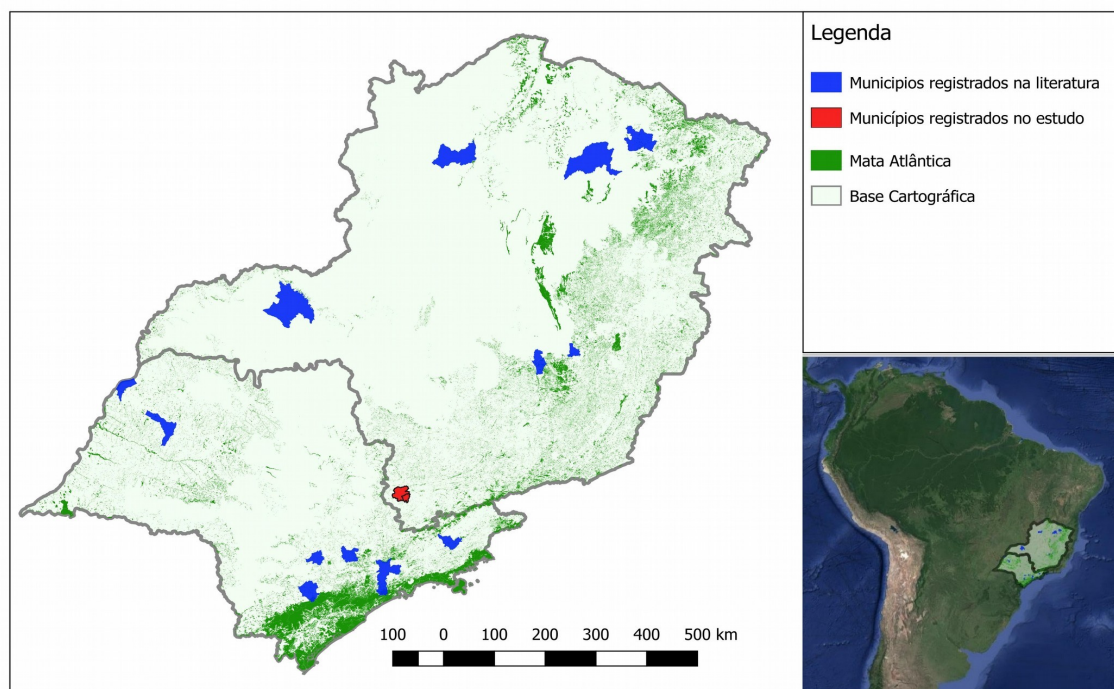 Legenda
Municipios registrados na literatura
Municípios registrados no estudo
Mata Atlântica
Base Cartográfica
100 0 100 200 300 400 500 km